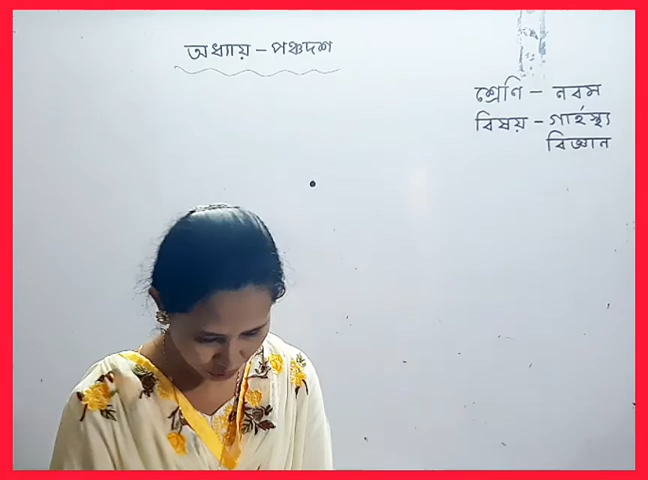 অধ্যায় - পঞ্চদশ
শ্রেণি - নবম
বিষয় - গার্হস্থ্য
বিজ্ঞান